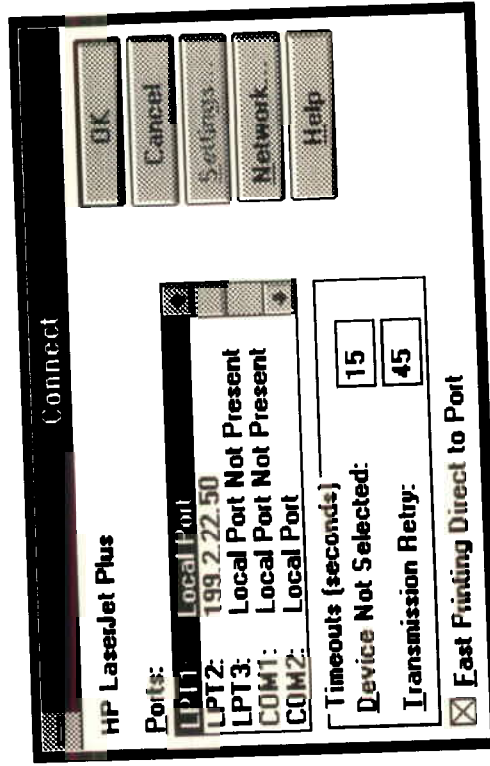 Connect
HP LaserJet Plus
Ports:
LPT1: Local Port
LPT2: 199.2.22.50
LPT3: Local Port Not Present
COM1: Local Port Not Present
COM2: Local Port
Timeouts (seconds)
Device Not Selected: 15
Transmission Retry: 45
Fast Printing Direct to Port
OK
Cancel
Settings...
Network...
Help